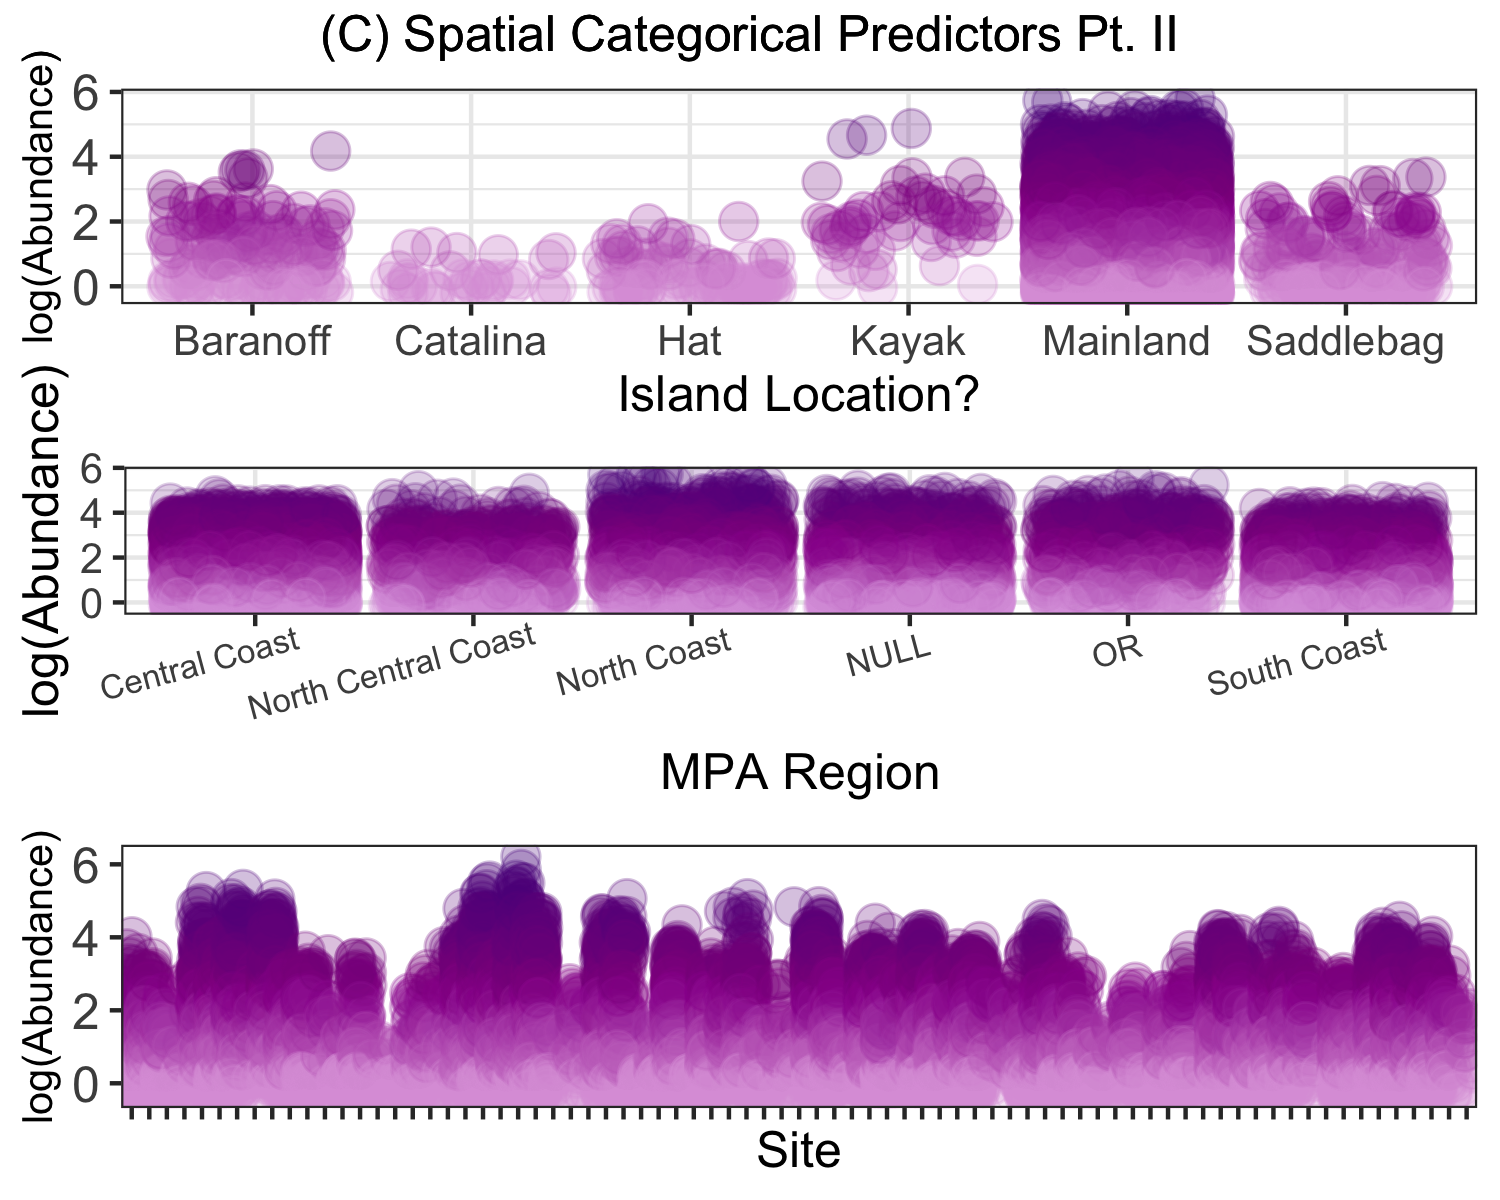 (C) Spatial Categorical Predictors Pt. II
log(Abundance)
6
4
2
0
Baranoff Catalina Hat Kayak Mainland Saddlebag
Island Location?
log(Abundance)
6
4
2
0
Central Coast North Central Coast North Coast NULL OR South Coast
MPA Region
log(Abundance)
6
4
2
0
Site